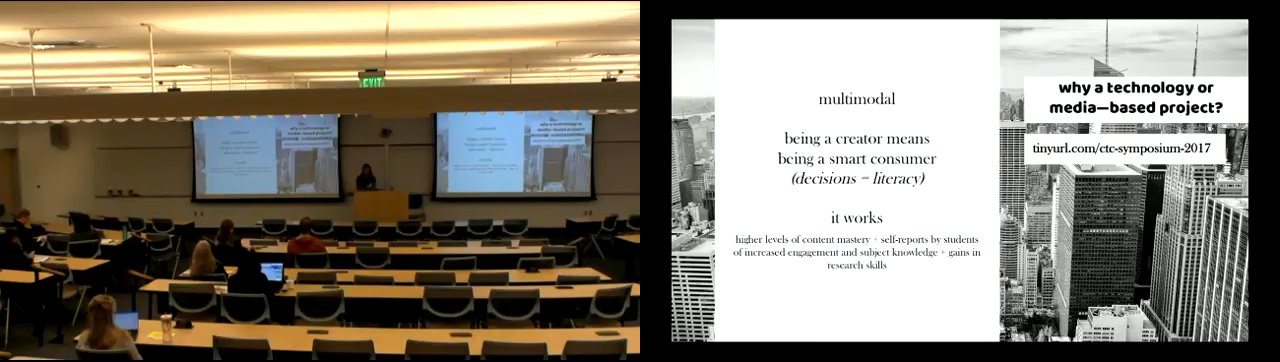 EXIT
multimodal
being a creator means
being a smart consumer
(decisions = literacy)
it works
higher levels of content mastery + self-reports by students
of increased engagement and subject knowledge + gains in
research skills
why a technology or
media—based project?
tinyurl.com/ctc-symposium-2017